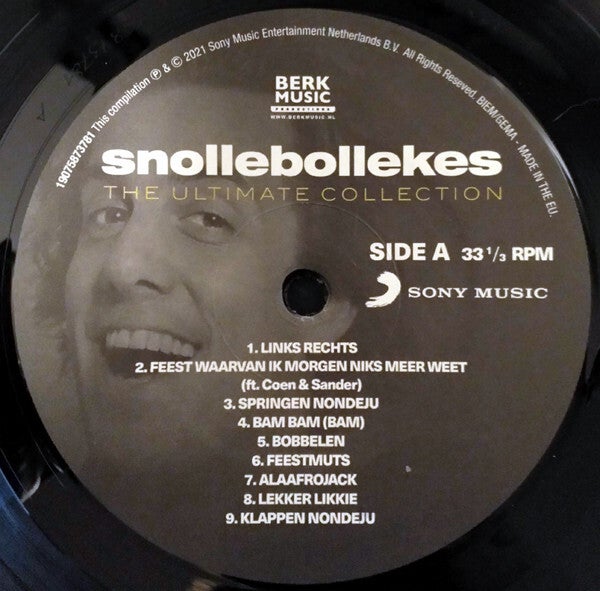 19075873781 This compilation ℗ & © 2021 Sony Music Entertainment Netherlands B.V. All Rights Reserved. BIEM/GEMA - MADE IN THE EU.
BERK
MUSIC
PRODUCTIONS
WWW.BERKMUSIC.NL
snollebollekes
THE ULTIMATE COLLECTION
SIDE A 33 1/3 RPM
SONY MUSIC
1. LINKS RECHTS
2. FEEST WAARVAN IK MORGEN NIKS MEER WEET
(ft. Coen & Sander)
3. SPRINGEN NONDEJU
4. BAM BAM (BAM)
5. BOBBELEN
6. FEESTMUTS
7. ALAAFROJACK
8. LEKKER LIKKIE
9. KLAPPEN NONDEJU